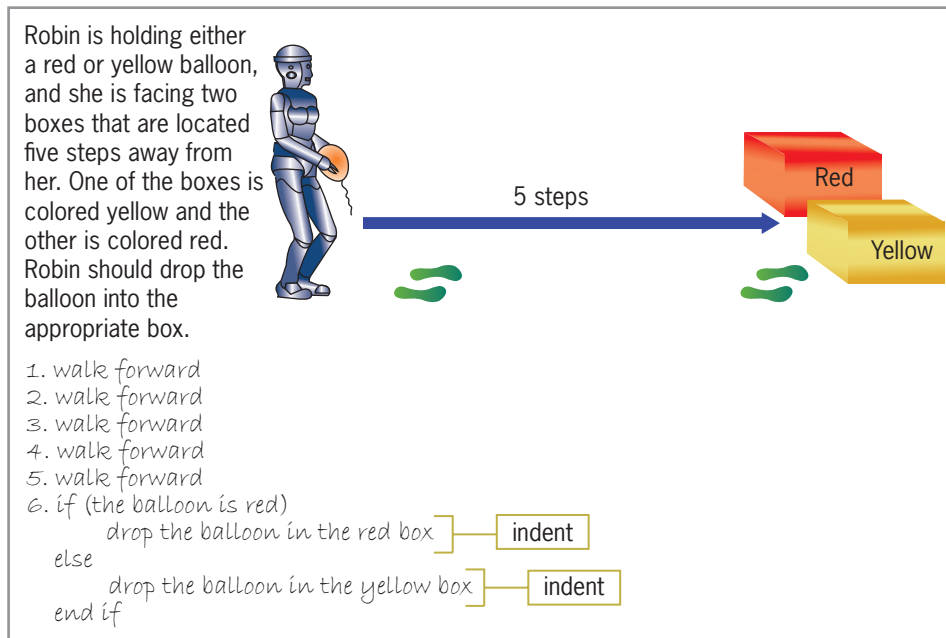 Robin is holding either
a red or yellow balloon,
and she is facing two
boxes that are located
five steps away from
her. One of the boxes is
colored yellow and the
other is colored red.
Robin should drop the
balloon into the
appropriate box.
5 steps
Red
Yellow
1. walk forward
2. walk forward
3. walk forward
4. walk forward
5. walk forward
6. if (the balloon is red)
drop the balloon in the red box
indent
else
drop the balloon in the yellow box
indent
end if